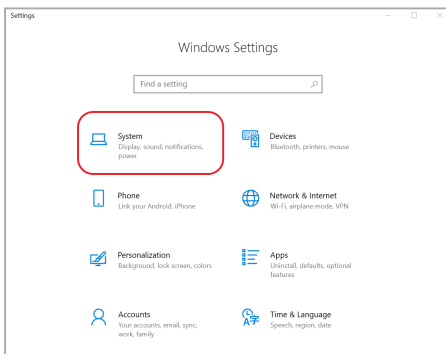 Settings
Windows Settings
Find a setting
System
Display, sound, notifications,
power
Devices
Bluetooth, printers, mouse
Phone
Link your Android, iPhone
Network & Internet
Wi-Fi, airplane mode, VPN
Personalization
Background, lock screen, colors
Apps
Uninstall, defaults, optional
features
Accounts
Your accounts, email, sync,
work, family
Time & Language
Speech, region, date